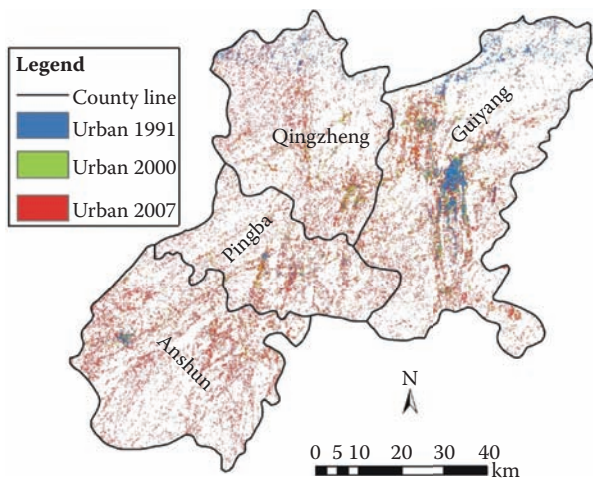 Legend
County line
Urban 1991
Urban 2000
Urban 2007
Qingzheng
Guiyang
Pingba
Anshun
N
0 5 10 20 30 40
km